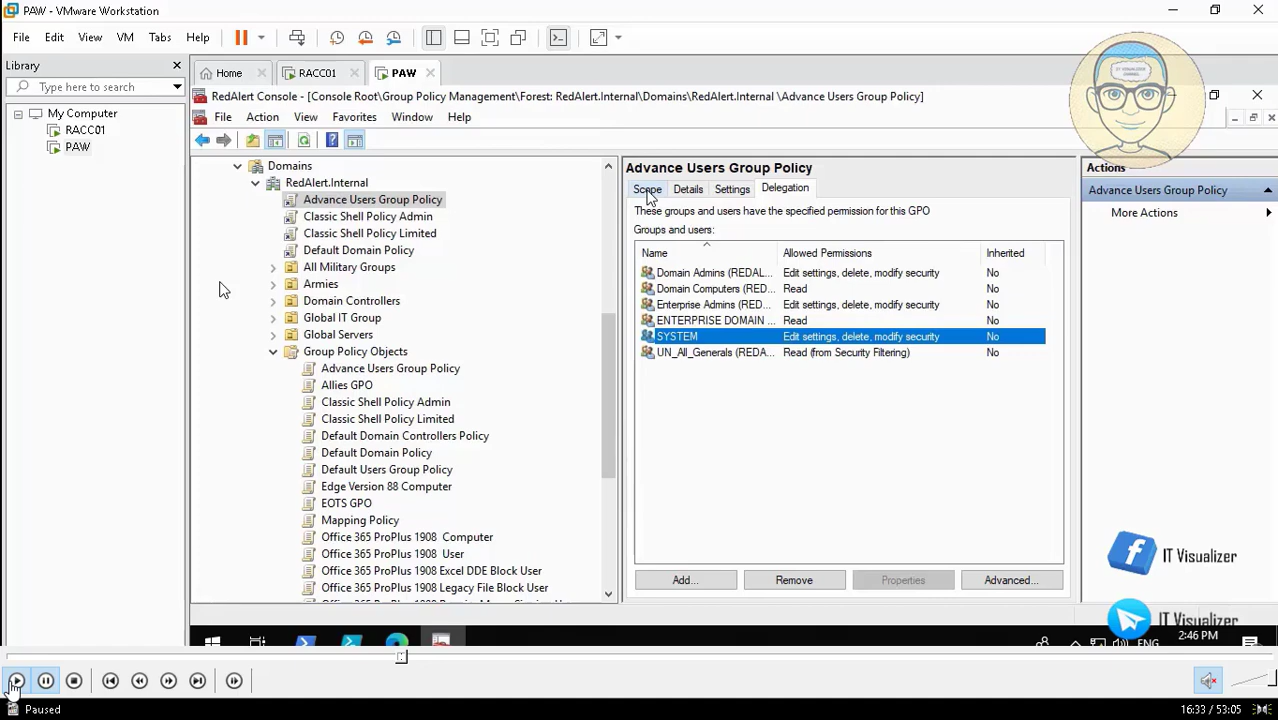 PAW - VMware Workstation
File Edit View VM Tabs Help
Library
Type here to search
My Computer
RACC01
PAW
Home RACC01 PAW
RedAlert Console - [Console Root\Group Policy Management\Forest: RedAlert.Internal\Domains\RedAlert.Internal \Advance Users Group Policy]
File Action View Favorites Window Help
Domains
RedAlert.Internal
Advance Users Group Policy
Classic Shell Policy Admin
Classic Shell Policy Limited
Default Domain Policy
All Military Groups
Armies
Domain Controllers
Global IT Group
Global Servers
Group Policy Objects
Advance Users Group Policy
Allies GPO
Classic Shell Policy Admin
Classic Shell Policy Limited
Default Domain Controllers Policy
Default Domain Policy
Default Users Group Policy
Edge Version 88 Computer
EOTS GPO
Mapping Policy
Office 365 ProPlus 1908 Computer
Office 365 ProPlus 1908 User
Office 365 ProPlus 1908 Excel DDE Block User
Office 365 ProPlus 1908 Legacy File Block User
Advance Users Group Policy
Scope Details Settings Delegation
These groups and users have the specified permission for this GPO
Groups and users:
Name Allowed Permissions Inherited
Domain Admins (REDAL... Edit settings, delete, modify security No
Domain Computers (RED... Read No
Enterprise Admins (RED... Edit settings, delete, modify security No
ENTERPRISE DOMAIN ... Read No
SYSTEM Edit settings, delete, modify security No
UN_All_Generals (REDA... Read (from Security Filtering) No
Add... Remove Properties Advanced...
Actions
Advance Users Group Policy
More Actions
IT VISUALIZER
CHANNEL
IT Visualizer
IT Visualizer
ENG
2:46 PM
Paused
16:33 / 53:05